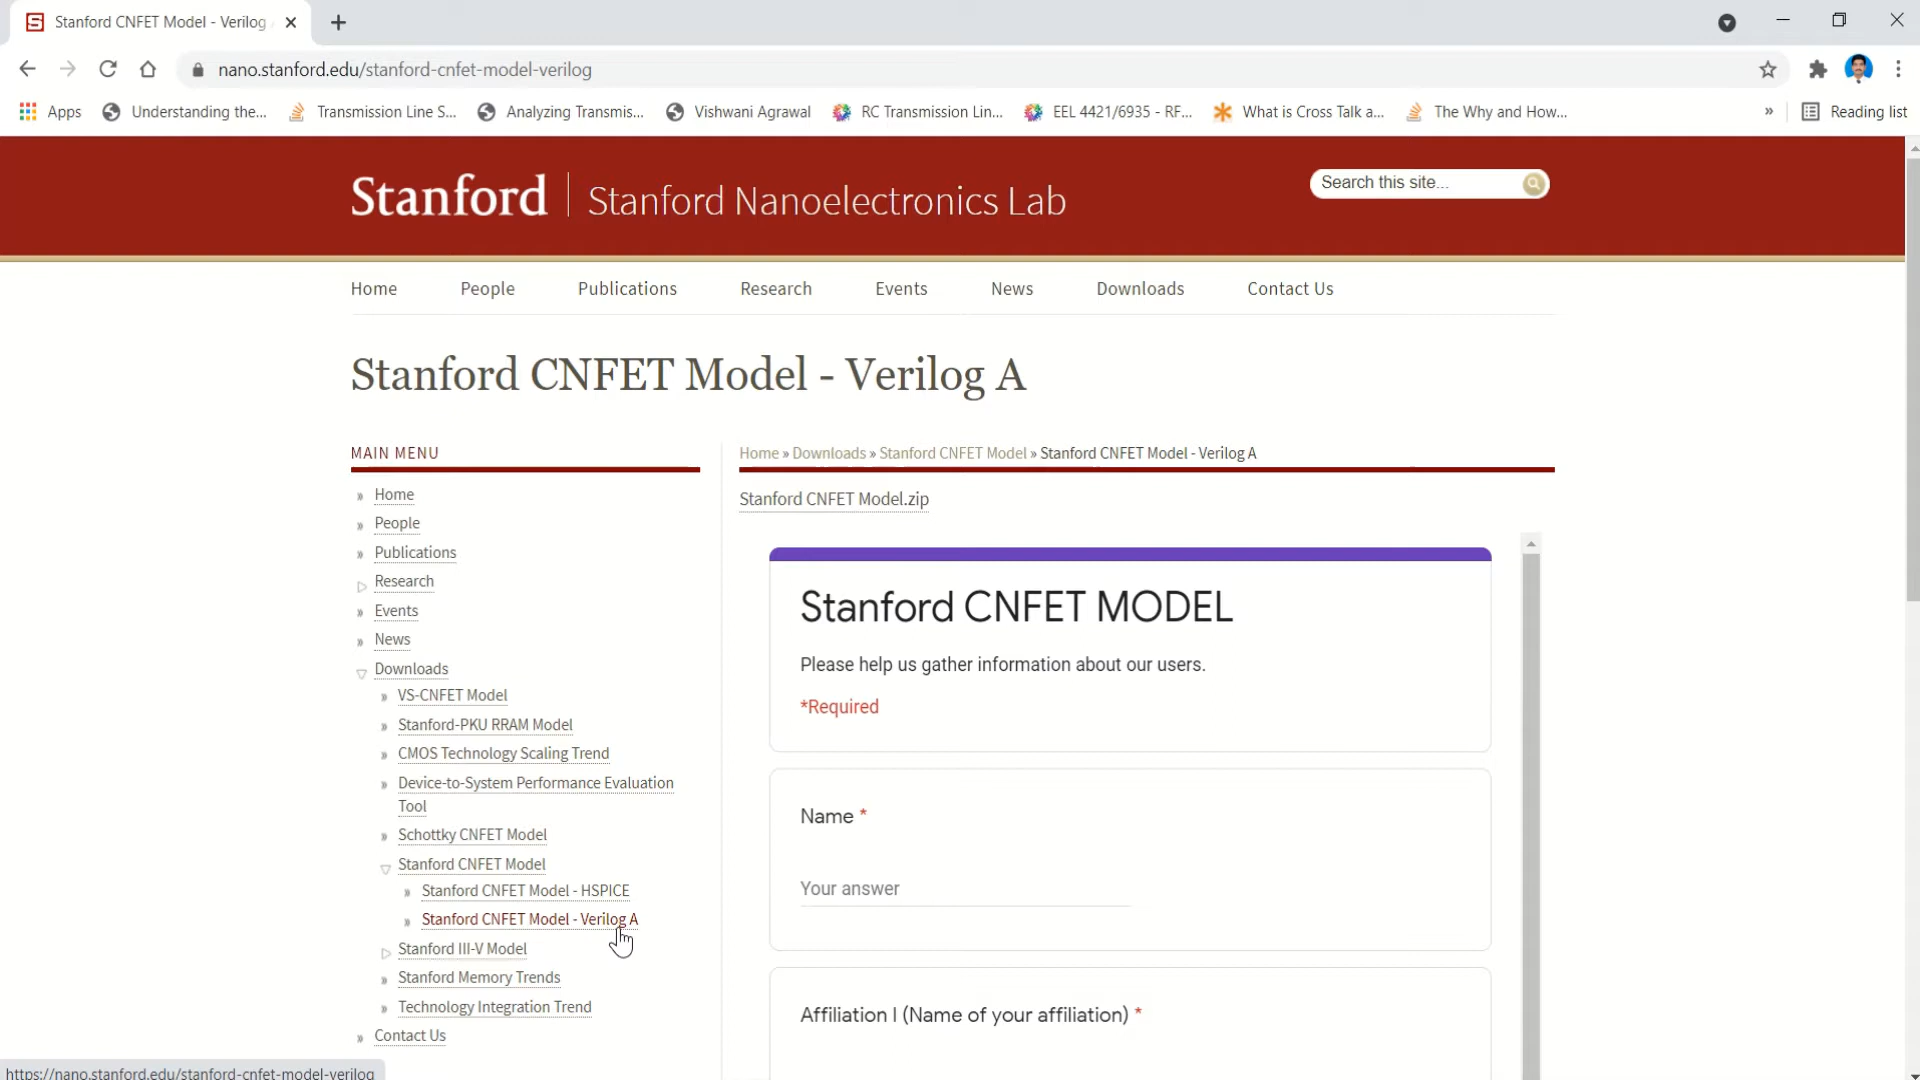 Stanford CNFET Model - Verilog
nano.stanford.edu/stanford-cnfet-model-verilog
Apps
Understanding the...
Transmission Line S...
Analyzing Transmis...
Vishwani Agrawal
RC Transmission Lin...
EEL 4421/6935 - RF...
What is Cross Talk a...
The Why and How...
»
Reading list
Stanford | Stanford Nanoelectronics Lab
Search this site...
Home
People
Publications
Research
Events
News
Downloads
Contact Us
Stanford CNFET Model - Verilog A
MAIN MENU
Home
People
Publications
Research
Events
News
Downloads
VS-CNFET Model
Stanford-PKU RRAM Model
CMOS Technology Scaling Trend
Device-to-System Performance Evaluation
Tool
Schottky CNFET Model
Stanford CNFET Model
Stanford CNFET Model - HSPICE
Stanford CNFET Model - Verilog A
Stanford III-V Model
Stanford Memory Trends
Technology Integration Trend
Contact Us
Home » Downloads » Stanford CNFET Model » Stanford CNFET Model - Verilog A
Stanford CNFET Model.zip
Stanford CNFET MODEL
Please help us gather information about our users.
*Required
Name *
Your answer
Affiliation I (Name of your affiliation) *
https://nano.stanford.edu/stanford-cnfet-model-verilog